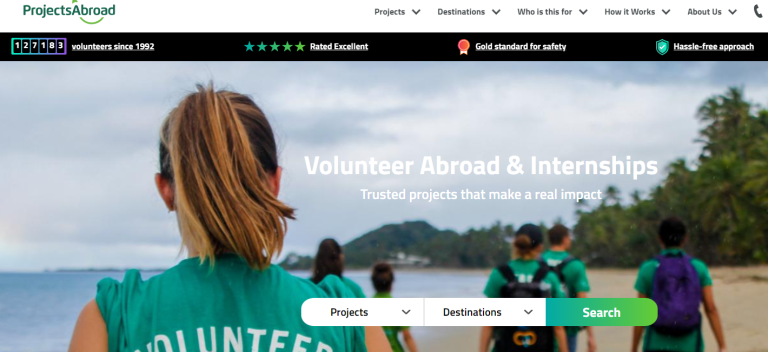 ProjectsAbroad
Projects Destinations Who is this for How it Works About Us
127183 volunteers since 1992 Rated Excellent Gold standard for safety Hassle-free approach
Volunteer Abroad & Internships
Trusted projects that make a real impact
Projects Destinations Search
VOLUNTEER